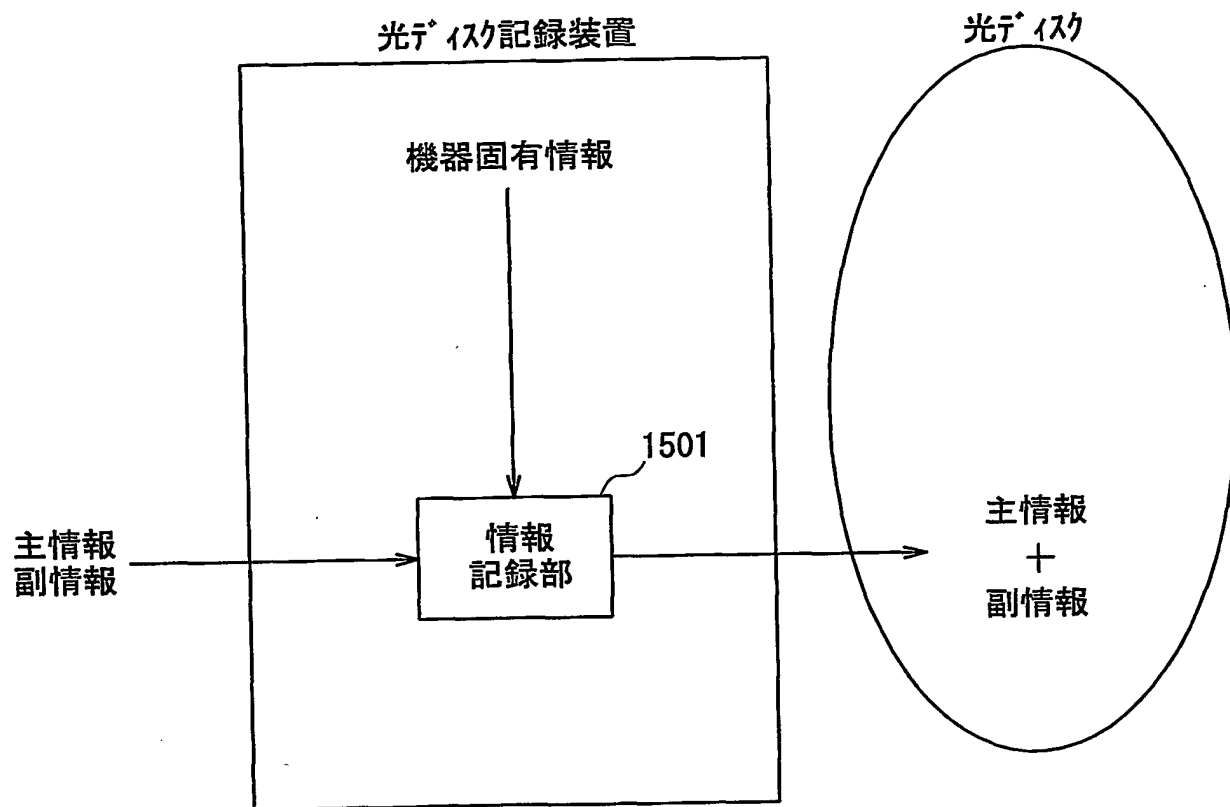 光ディスク記録装置
光ディスク
機器固有情報
1501
情報
記録部
主情報
副情報
主情報
+
副情報